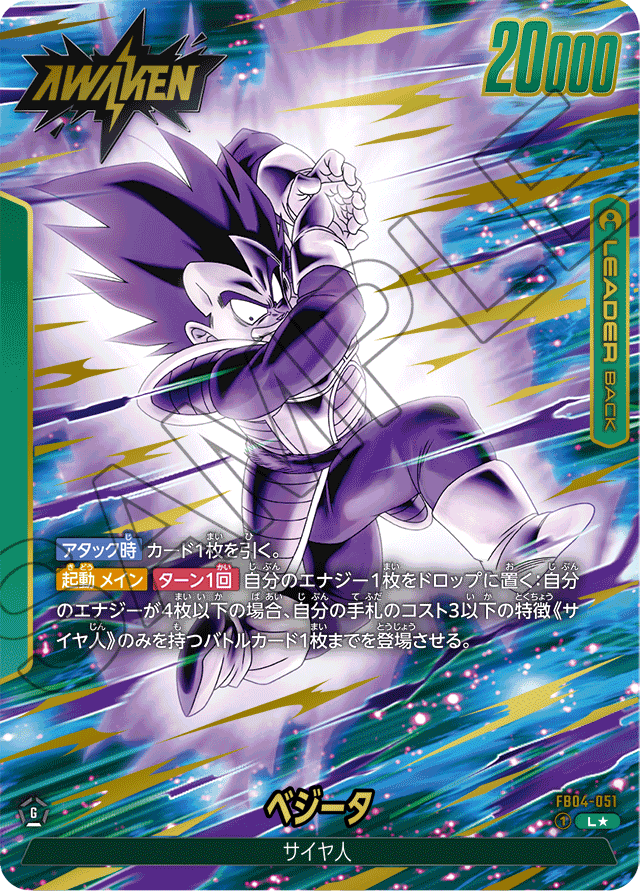 AWAKEN
20000
LEADER BACK
SAMPLE
アタック時 カード1枚を引く。
起動メイン ターン1回 自分のエナジー1枚をドロップに置く:自分
のエナジーが4枚以下の場合、自分の手札のコスト3以下の特徴《サ
イヤ人》のみを持つバトルカード1枚までを登場させる。
ベジータ
FB04-051
G
1 L★
サイヤ人